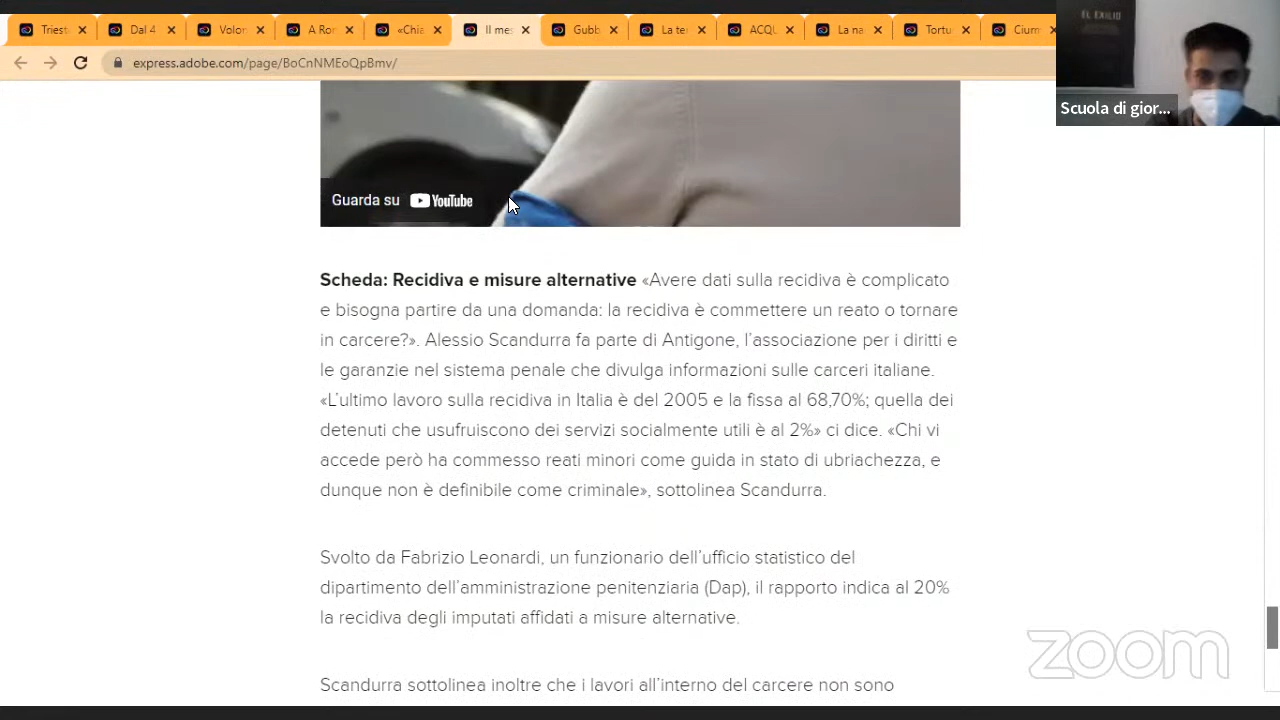 Triest
Dal 4
Volon
A Ron
«Chia
Il mes
Gubb
La ter
ACQU
La na
Tortu
Ciurm
EL EXILIO
express.adobe.com/page/BoCnNMEoQpBmv/
Scuola di gior...
Guarda su YouTube
Scheda: Recidiva e misure alternative «Avere dati sulla recidiva è complicato
e bisogna partire da una domanda: la recidiva è commettere un reato o tornare
in carcere?». Alessio Scandurra fa parte di Antigone, l'associazione per i diritti e
le garanzie nel sistema penale che divulga informazioni sulle carceri italiane.
«L'ultimo lavoro sulla recidiva in Italia è del 2005 e la fissa al 68,70%; quella dei
detenuti che usufruiscono dei servizi socialmente utili è al 2%» ci dice. «Chi vi
accede però ha commesso reati minori come guida in stato di ubriachezza, e
dunque non è definibile come criminale», sottolinea Scandurra.
Svolto da Fabrizio Leonardi, un funzionario dell'ufficio statistico del
dipartimento dell'amministrazione penitenziaria (Dap), il rapporto indica al 20%
la recidiva degli imputati affidati a misure alternative.
Scandurra sottolinea inoltre che i lavori all'interno del carcere non sono
zoom